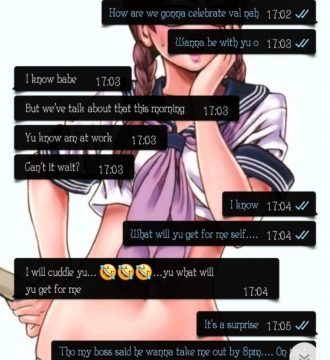 How are we gonna celebrate val nah 17:02
Wanna be with yu o 17:03
I know babe 17:03
But we've talk about that this morning 17:03
Yu know am at work 17:03
Can't it wait? 17:03
I know 17:04
What will yu get for me self.... 17:04
I will cuddle yu... 🤣🤣🤣...yu what will
yu get for me 17:04
It's a surprise 17:05
Tho my boss said he wanna take me out by 8pm.... On